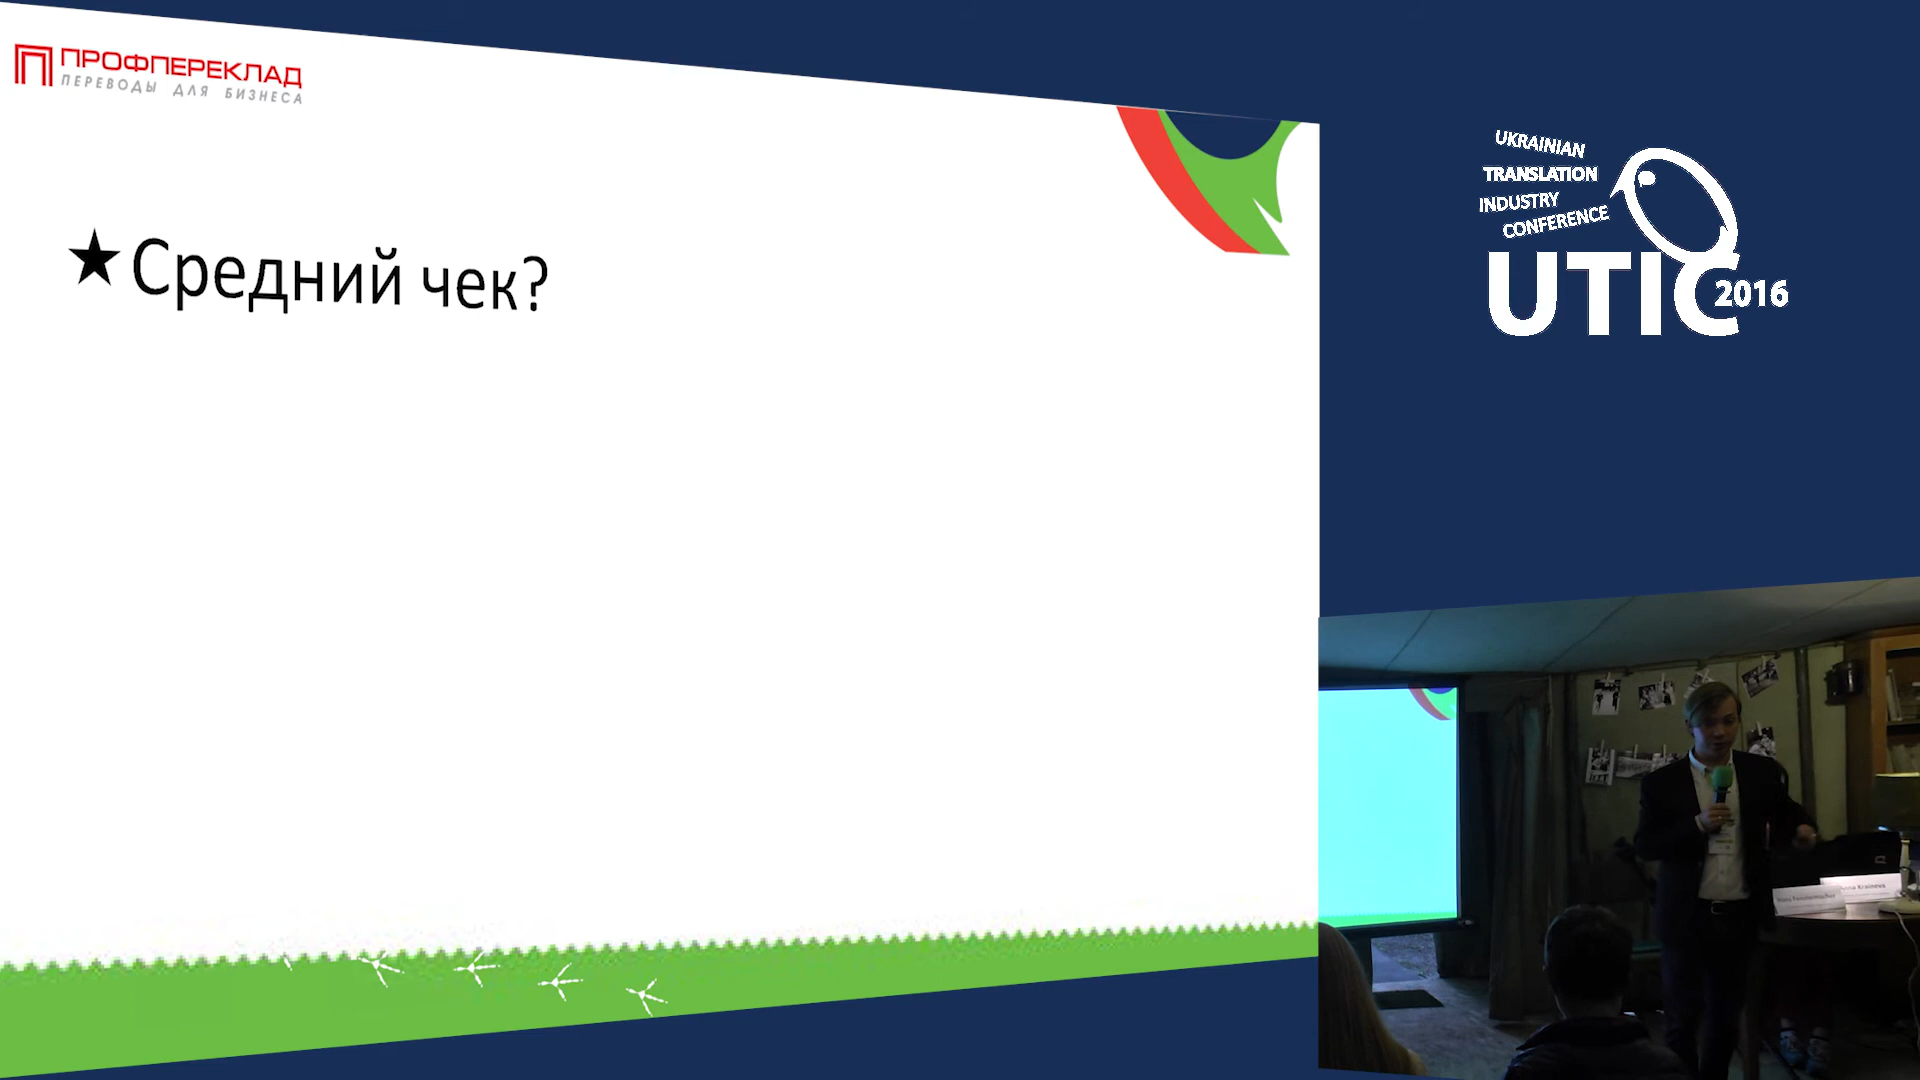 ПРОФПЕРЕКЛАД
ПЕРЕВОДЫ ДЛЯ БИЗНЕСА
★Средний чек?
UKRAINIAN
TRANSLATION
INDUSTRY
CONFERENCE
UTIC
2016